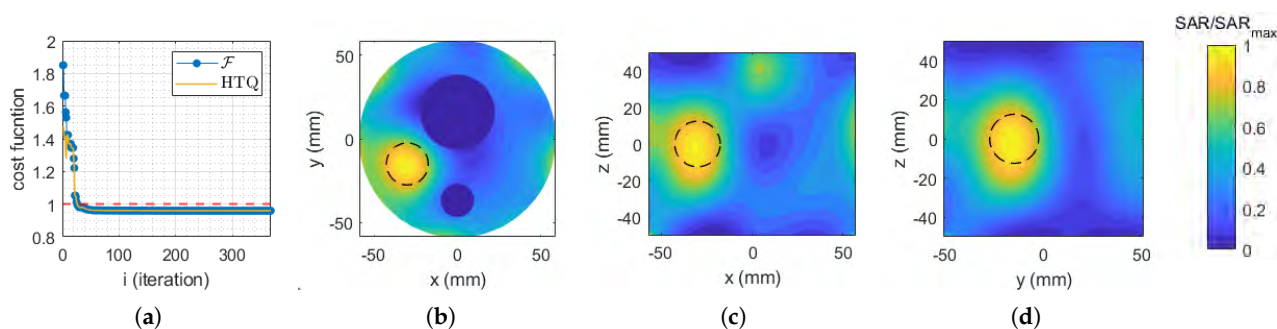 2
1.8
1.6
1.4
1.2
1
0.8
0 100 200 300
cost fucntion
i (iteration)
ℱ
HTQ
(a)
50
0
-50
-50 0 50
y (mm)
x (mm)
(b)
40
20
0
-20
-40
-50 0 50
z (mm)
x (mm)
(c)
40
20
0
-20
-40
-50 0 50
z (mm)
y (mm)
(d)
SAR/SARmax
1
0.8
0.6
0.4
0.2
0